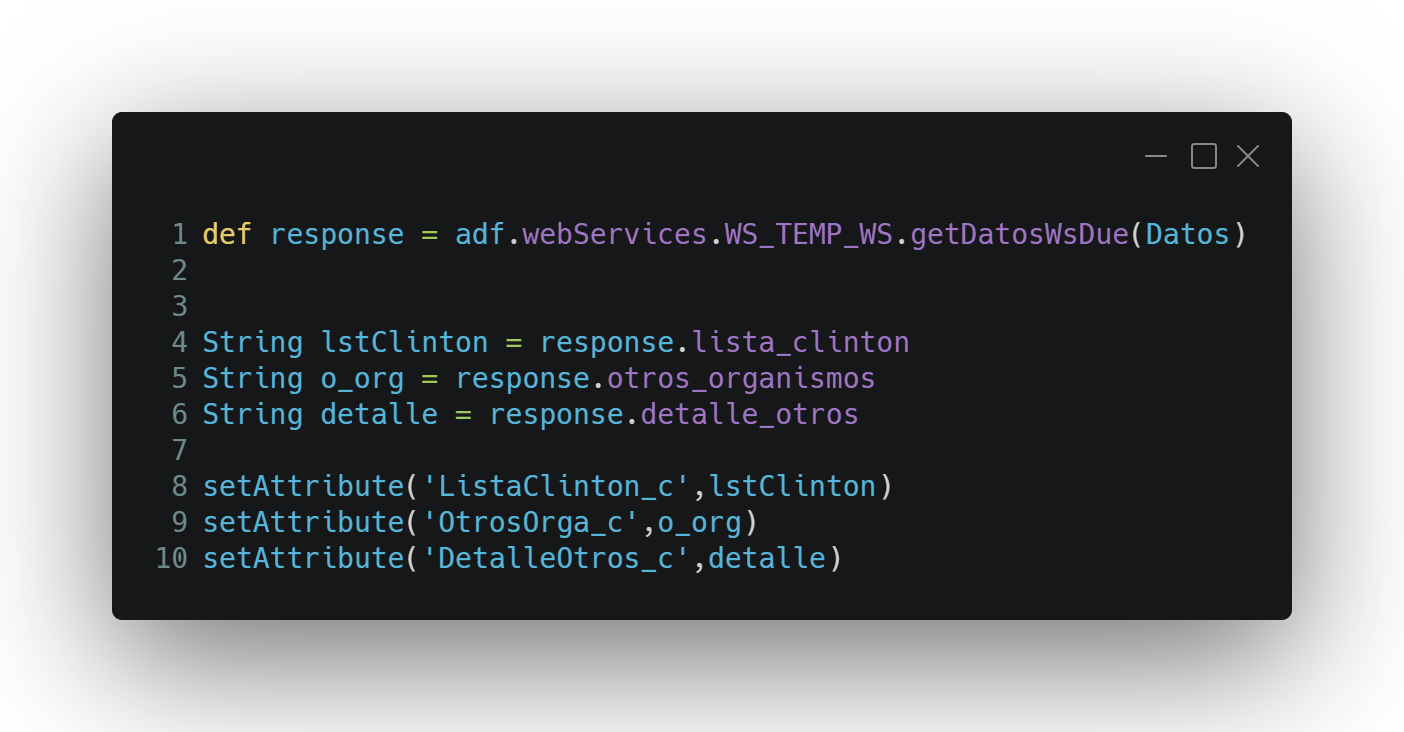 1 def response = adf.webServices.WS_TEMP_WS.getDatosWsDue(Datos)
2
3
4 String lstClinton = response.lista_clinton
5 String o_org = response.otros_organismos
6 String detalle = response.detalle_otros
7
8 setAttribute('ListaClinton_c',lstClinton)
9 setAttribute('OtrosOrga_c',o_org)
10 setAttribute('DetalleOtros_c',detalle)